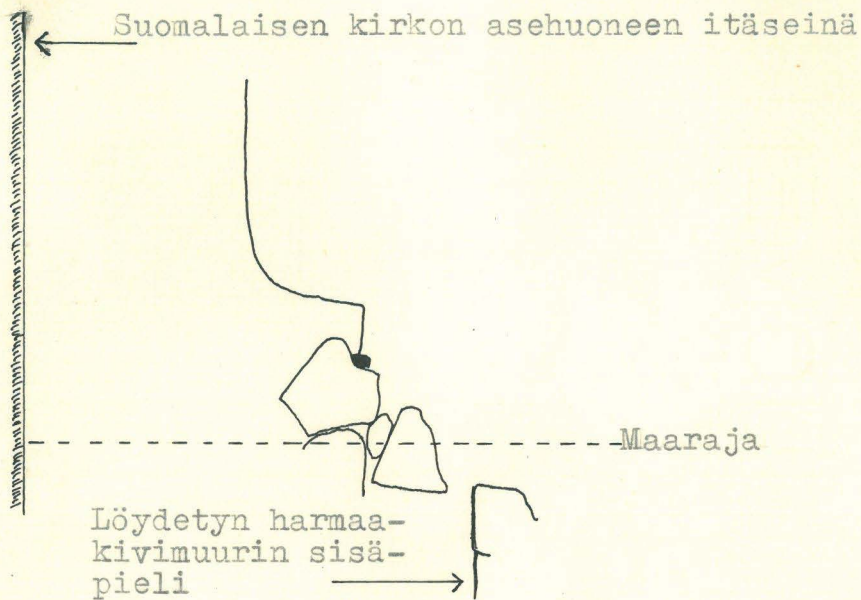 Suomalaisen kirkon asehuoneen itäseinä
Maaraja
Löydetyn harmaa-
kivimuurin sisä-
pieli